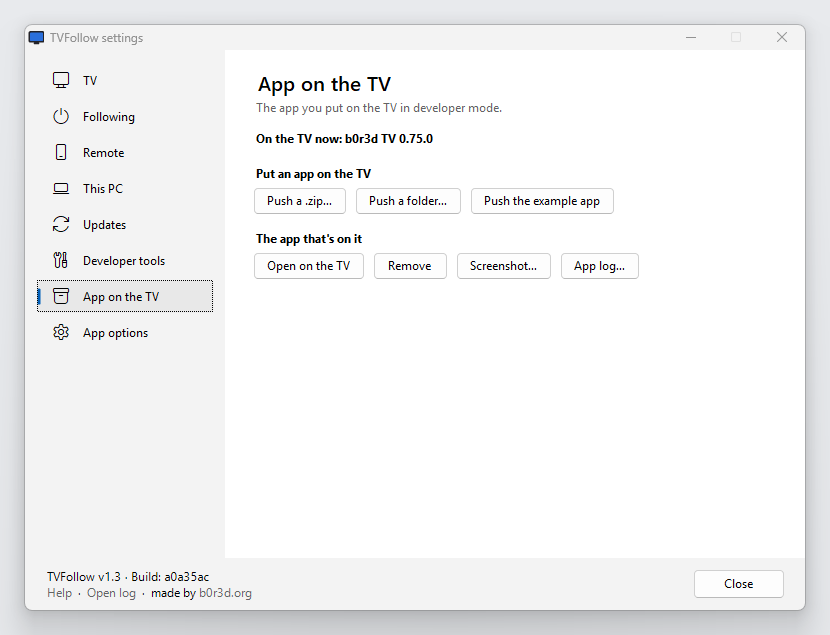 TVFollow settings
TV
Following
Remote
This PC
Updates
Developer tools
App on the TV
App options
App on the TV
The app you put on the TV in developer mode.
On the TV now: b0r3d TV 0.75.0
Put an app on the TV
Push a .zip... Push a folder... Push the example app
The app that's on it
Open on the TV Remove Screenshot... App log...
TVFollow v1.3 · Build: a0a35ac
Help · Open log · made by b0r3d.org
Close